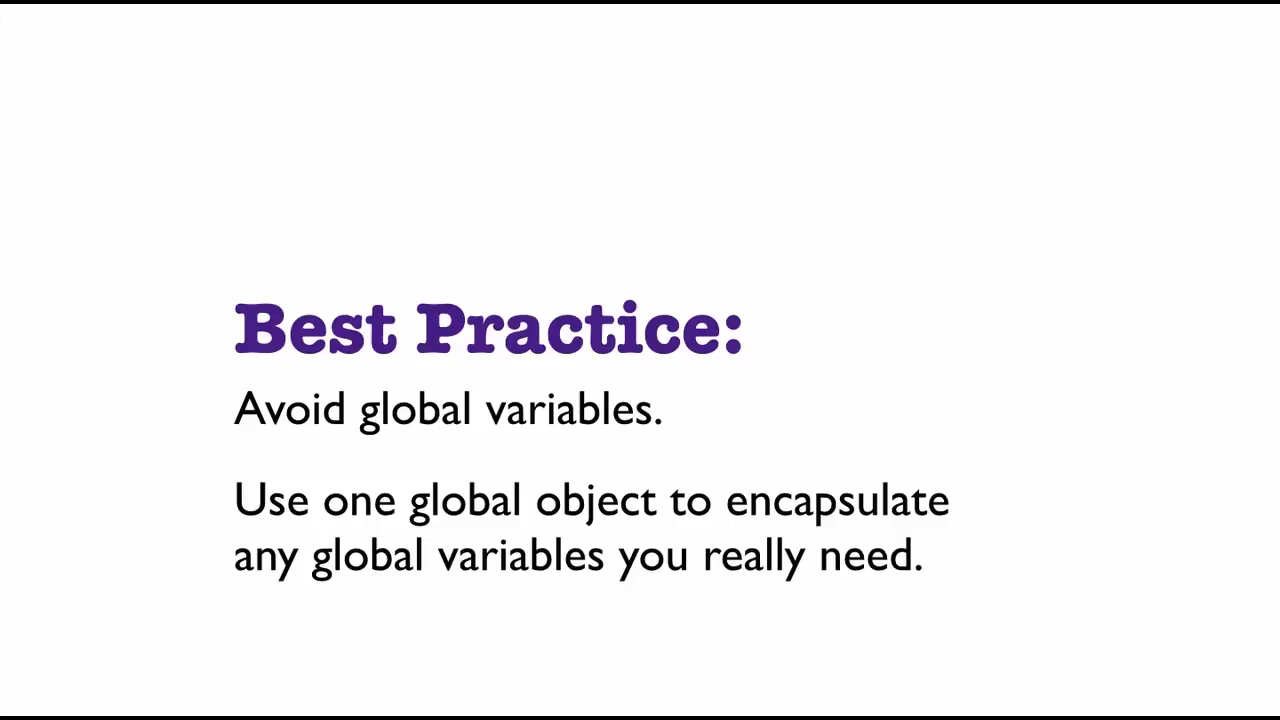 Best Practice:
Avoid global variables.
Use one global object to encapsulate
any global variables you really need.